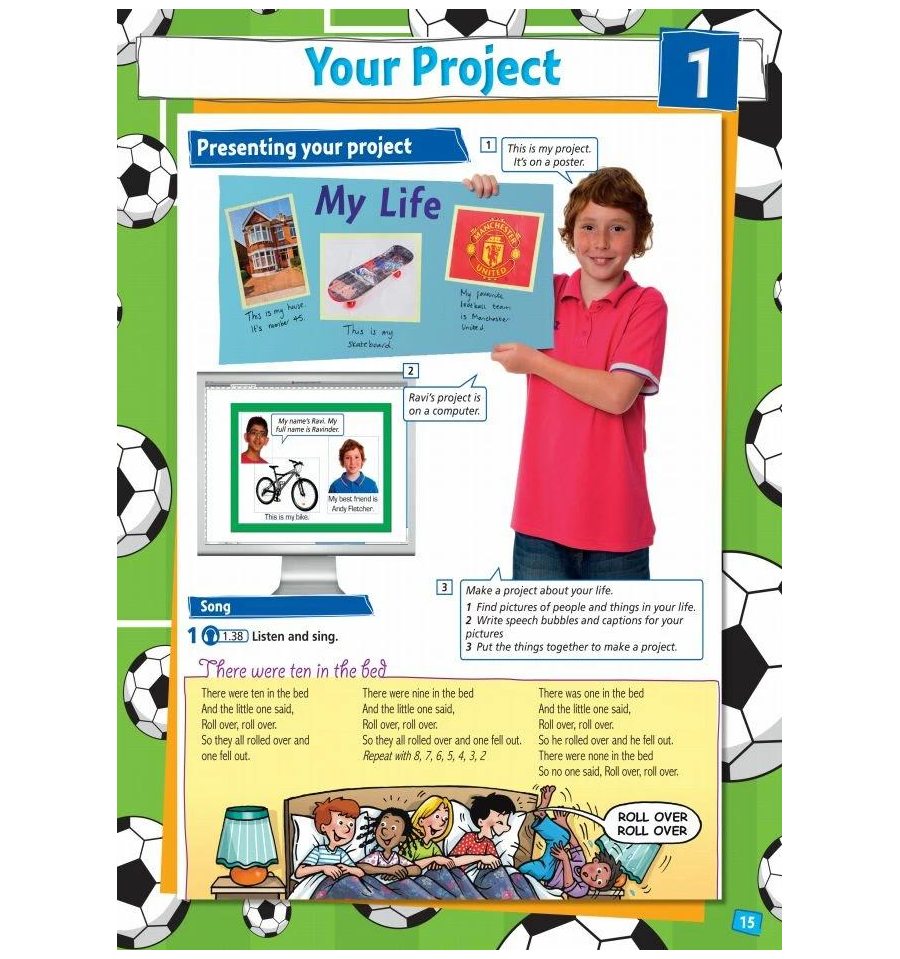 Your Project
1
Presenting your project
1
This is my project.
It's on a poster.
My Life
MANCHESTER
UNITED
This is my house.
It's number 45.
This is my
skateboard.
My favourite
football team
is Manchester
United.
2
Ravi's project is
on a computer.
My name's Ravi. My
full name is Ravinder.
This is my bike.
My best friend is
Andy Fletcher.
3
Make a project about your life.
1 Find pictures of people and things in your life.
2 Write speech bubbles and captions for your
pictures
3 Put the things together to make a project.
Song
1 1.38 Listen and sing.
There were ten in the bed
There were ten in the bed
And the little one said,
Roll over, roll over.
So they all rolled over and
one fell out.
There were nine in the bed
And the little one said,
Roll over, roll over.
So they all rolled over and one fell out.
Repeat with 8, 7, 6, 5, 4, 3, 2
There was one in the bed
And the little one said,
Roll over, roll over.
So he rolled over and he fell out.
There were none in the bed
So no one said, Roll over, roll over.
ROLL OVER
ROLL OVER
15